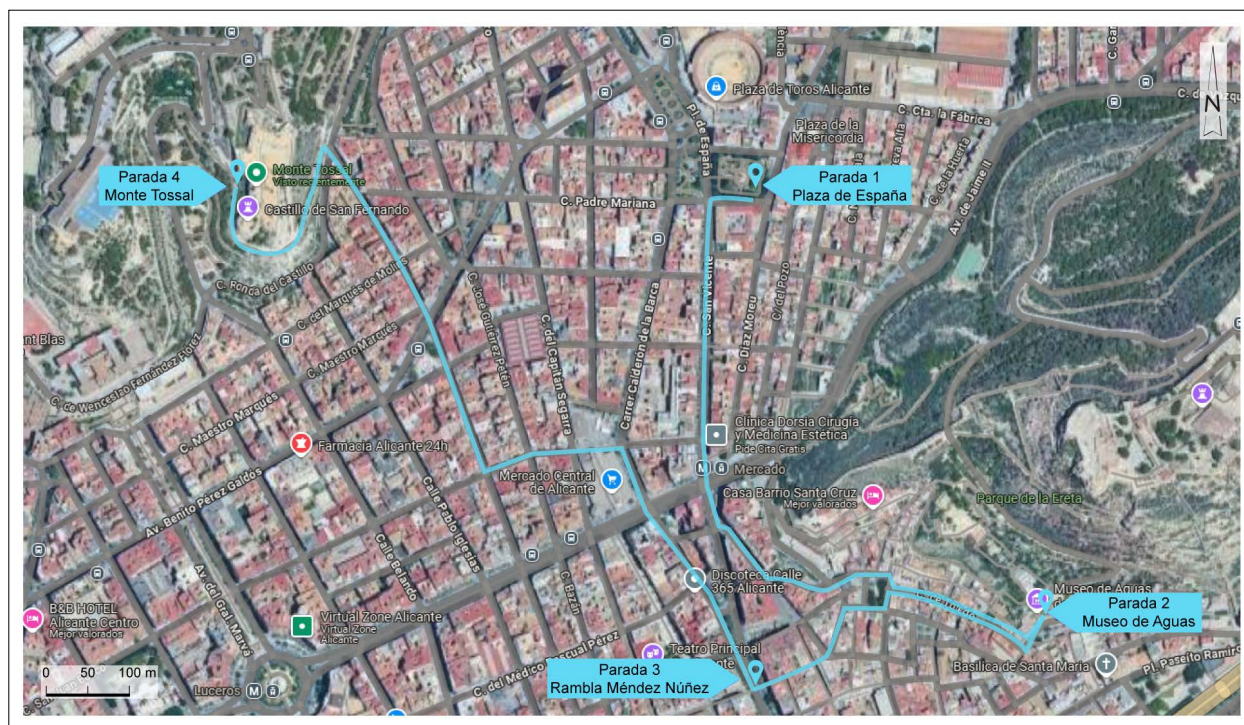 Plaza de Toros Alicante
Pl. de España
Plaza de la
Misericordia
C. Cta. la Fábrica
N
Parada 4
Monte Tossal
Monte Tossal
Visto recientemente
Castillo de San Fernando
Parada 1
Plaza de España
C. Padre Mariana
C. de la Huerta
Av. de Jaime II
C. Ronca del Castillo
C. del Marqués de Molins
C. Maestro Marqués
C. Maestro Marqués
C. de Wenceslao Fernández Flórez
C. José Gutiérrez Petén
C. del Capitán Segarra
Carrer Calderón de la Barca
C. San Vicente
C. Díaz Moreu
C/ del Pozo
Clínica Dorsia Cirugía
y Medicina Estética
Pide Cita Gratis
Farmacia Alicante 24h
Av. Benito Pérez Galdós
Mercado Central
de Alicante
M
Mercado
Casa Barrio Santa Cruz
Mejor valorados
Parque de la Ereta
Calle Pablo Iglesias
Calle Belando
C. Bazán
Av. del Gral. Marvá
Discoteca Calle
365 Alicante
Museo de Aguas
Parada 2
Museo de Aguas
B&B HOTEL
Alicante Centro
Mejor valorados
Virtual Zone Alicante
Virtual Zone
Alicante
C. del Médico Pascual Pérez
Teatro Principal
Parada 3
Rambla Méndez Núñez
Basílica de Santa María
Pl. Paseíto Ramiro
0 50 100 m
Luceros
M